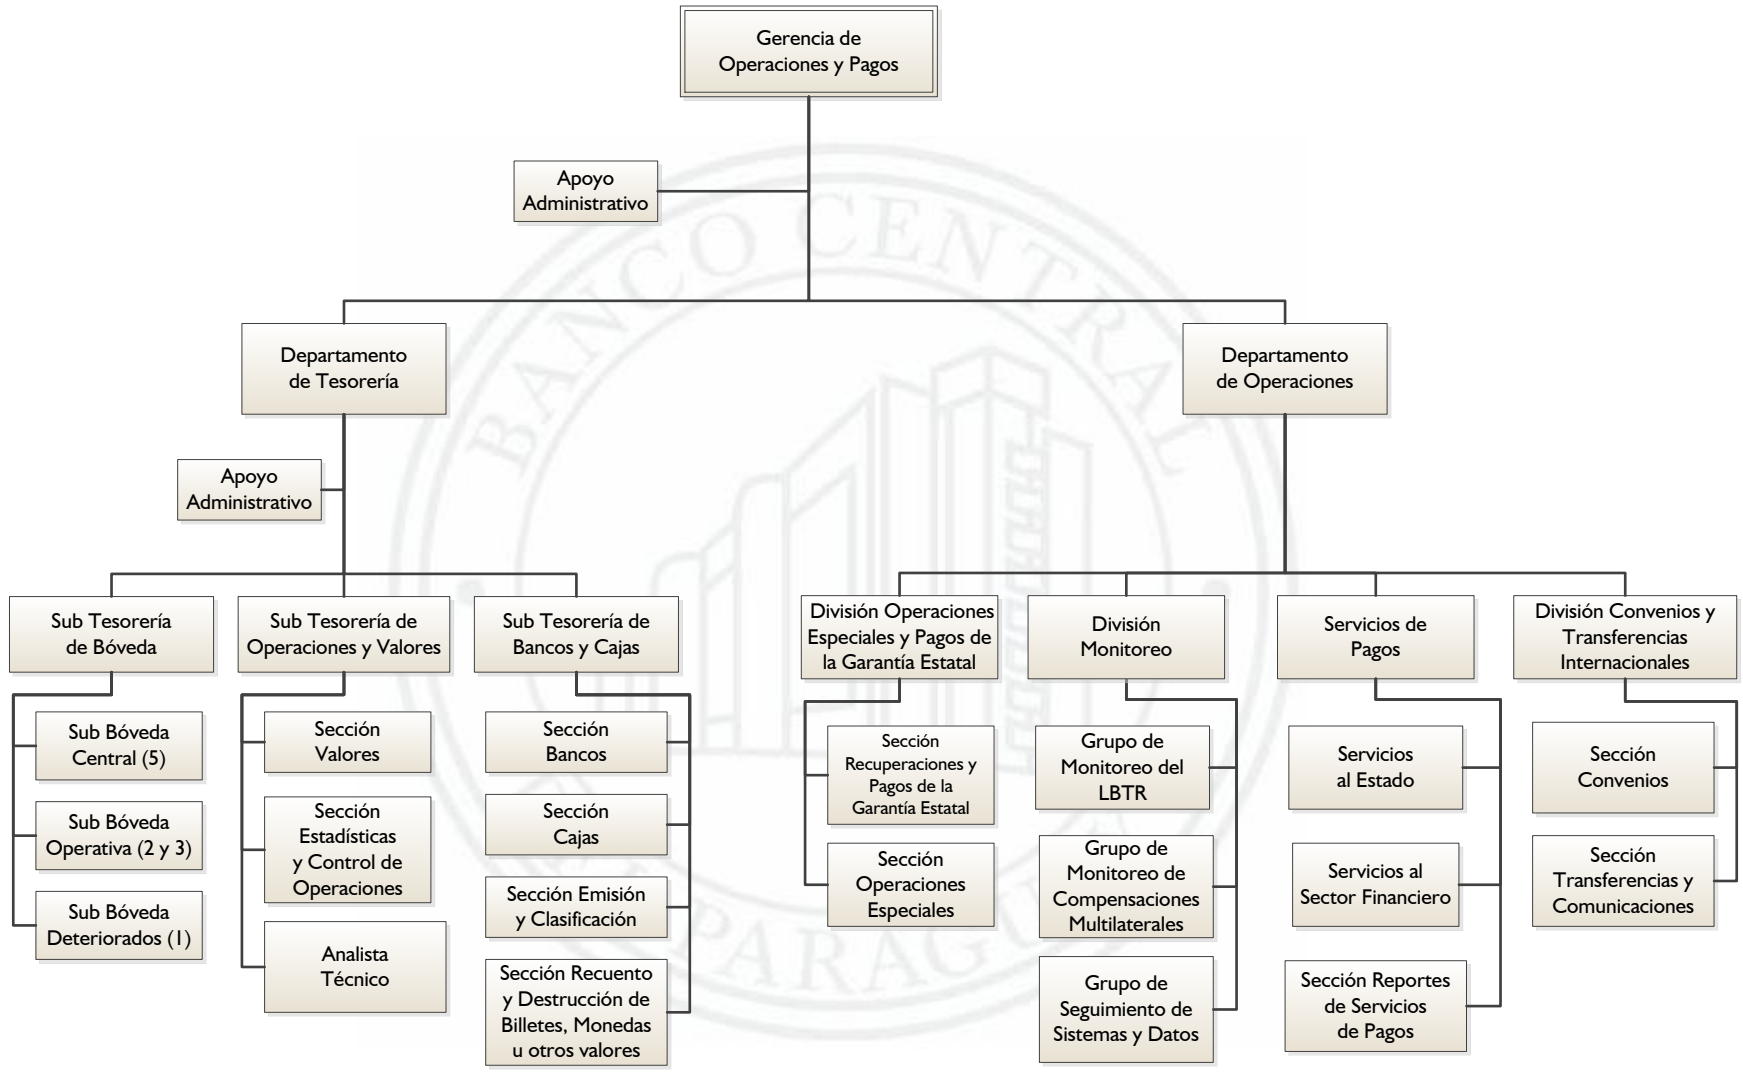 Gerencia de
Operaciones y Pagos
Apoyo
Administrativo
Departamento
de Tesorería
Departamento
de Operaciones
Apoyo
Administrativo
Sub Tesorería
de Bóveda
Sub Tesorería de
Operaciones y Valores
Sub Tesorería de
Bancos y Cajas
División Operaciones
Especiales y Pagos de
la Garantía Estatal
División
Monitoreo
Servicios de
Pagos
División Convenios y
Transferencias
Internacionales
Sub Bóveda
Central (5)
Sub Bóveda
Operativa (2 y 3)
Sub Bóveda
Deteriorados (1)
Sección
Valores
Sección
Estadísticas
y Control de
Operaciones
Analista
Técnico
Sección
Bancos
Sección
Cajas
Sección Emisión
y Clasificación
Sección Recuento
y Destrucción de
Billetes, Monedas
u otros valores
Sección
Recuperaciones y
Pagos de la
Garantía Estatal
Sección
Operaciones
Especiales
Grupo de
Monitoreo del
LBTR
Grupo de
Monitoreo de
Compensaciones
Multilaterales
Grupo de
Seguimiento de
Sistemas y Datos
Servicios
al Estado
Servicios al
Sector Financiero
Sección Reportes
de Servicios
de Pagos
Sección
Convenios
Sección
Transferencias y
Comunicaciones
BANCO CENTRAL
PARAGUAY